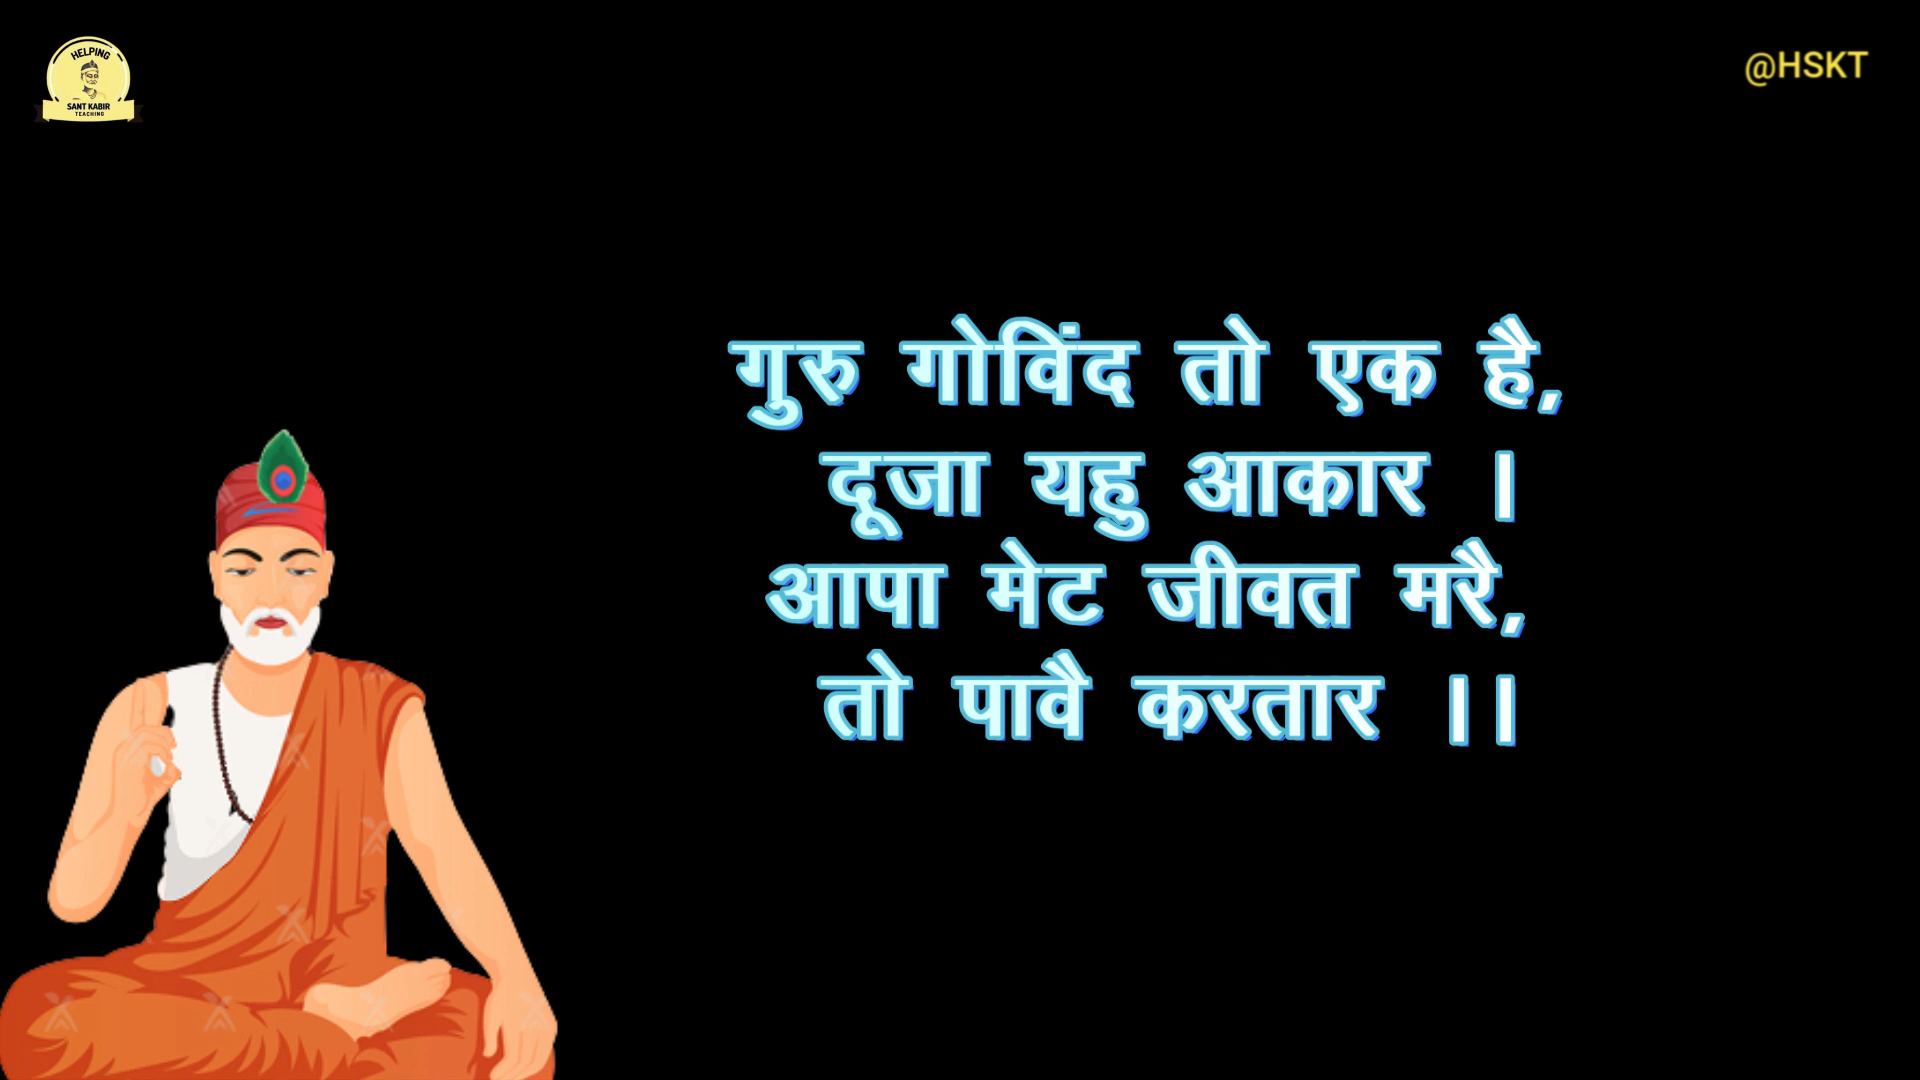 HELPING
SANT KABIR
TEACHING
@HSKT
गुरु गोविंद तो एक है,
दूजा यहु आकार ।
आपा मेट जीवत मरै,
तो पावै करतार ।।